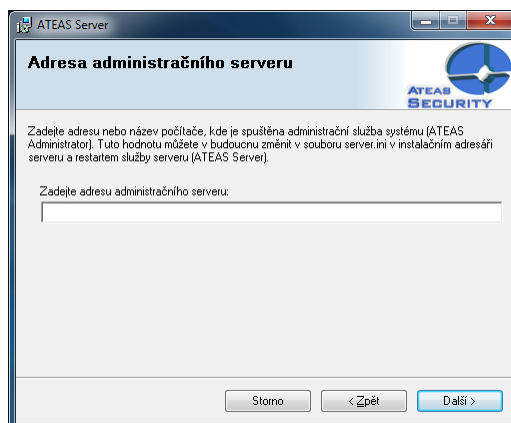 ATEAS Server
Adresa administračního serveru
ATEAS
SECURITY
Zadejte adresu nebo název počítače, kde je spuštěna administrační služba systému (ATEAS
Administrator). Tuto hodnotu můžete v budoucnu změnit v souboru server.ini v instalačním adresáři
serveru a restartem služby serveru (ATEAS Server).
Zadejte adresu administračního serveru:
Storno
< Zpět
Další >